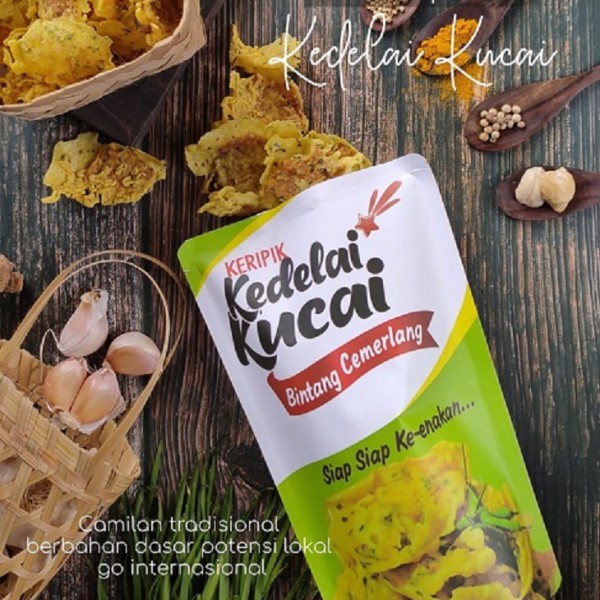 Kedelai Kucai
KERIPIK
Kedelai
Kucai
Bintang Cemerlang
Siap Siap Ke-enakan...
Camilan tradisional
berbahan dasar potensi lokal
go internasional